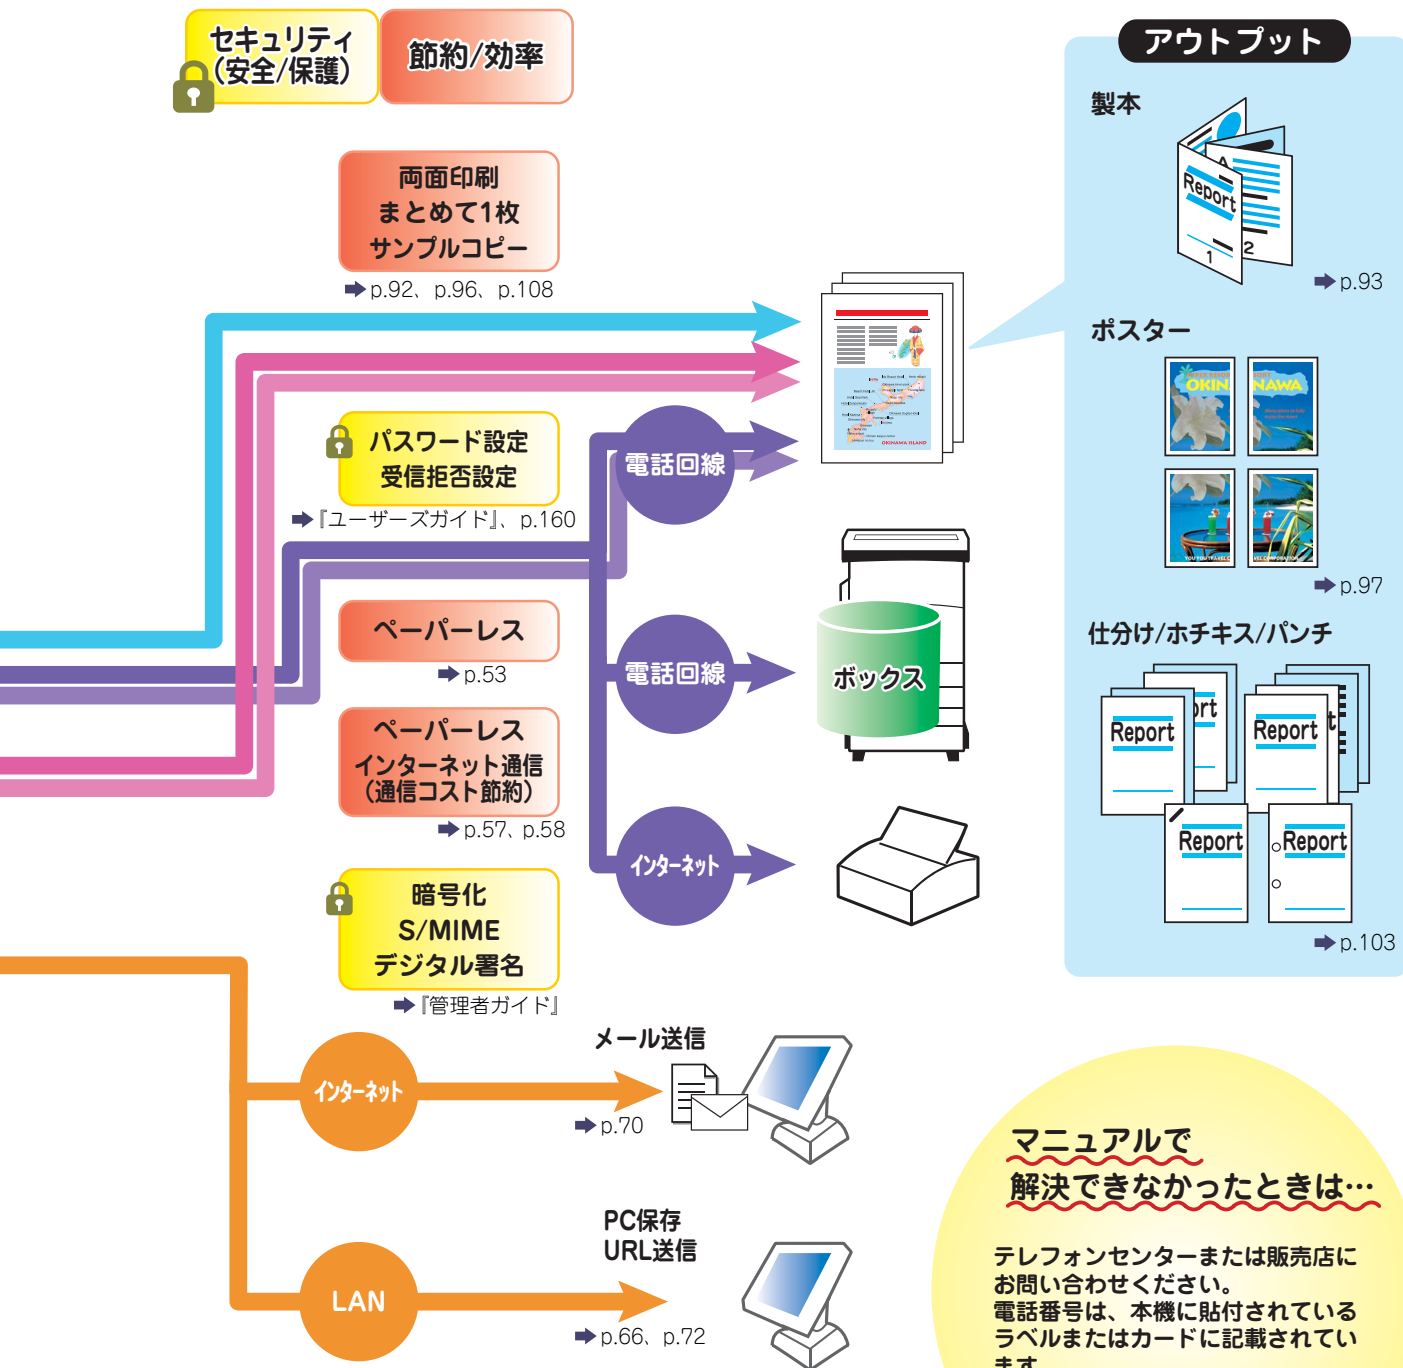 セキュリティ
(安全/保護)
節約/効率
両面印刷
まとめて1枚
サンプルコピー
➡ p.92、p.96、p.108
パスワード設定
受信拒否設定
➡『ユーザーズガイド』、p.160
電話回線
ペーパーレス
➡ p.53
電話回線
ボックス
ペーパーレス
インターネット通信
(通信コスト節約)
➡ p.57、p.58
インターネット
暗号化
S/MIME
デジタル署名
➡『管理者ガイド』
インターネット
メール送信
➡ p.70
LAN
PC保存
URL送信
➡ p.66、p.72
OKINAWA ISLAND
アウトプット
製本
Report
A
1
2
➡ p.93
ポスター
OKIN
NAWA
➡ p.97
仕分け/ホチキス/パンチ
Report
ort
Report
t
Report
Report
➡ p.103
マニュアルで
解決できなかったときは…
テレフォンセンターまたは販売店に
お問い合わせください。
電話番号は、本機に貼付されている
ラベルまたはカードに記載されてい
ます。